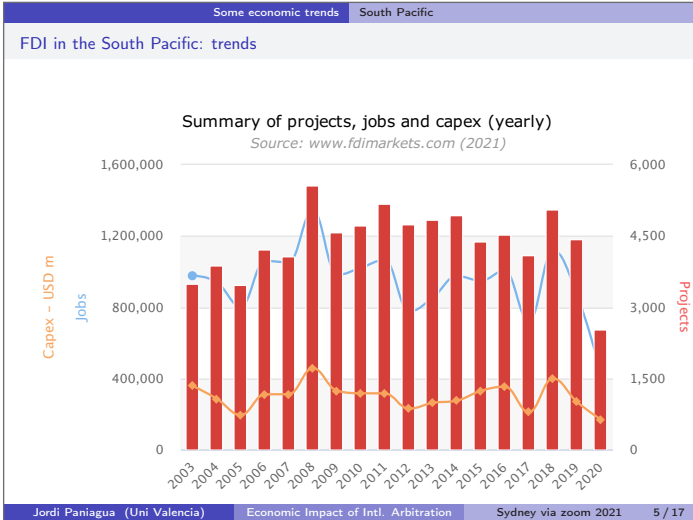 Some economic trends South Pacific
FDI in the South Pacific: trends
Summary of projects, jobs and capex (yearly)
Source: www.fdimarkets.com (2021)
1,600,000 6,000
1,200,000 4,500
800,000 3,000
400,000 1,500
0 0
Capex – USD m
Jobs
Projects
2003 2004 2005 2006 2007 2008 2009 2010 2011 2012 2013 2014 2015 2016 2017 2018 2019 2020
Jordi Paniagua (Uni Valencia) Economic Impact of Intl. Arbitration Sydney via zoom 2021 5 / 17